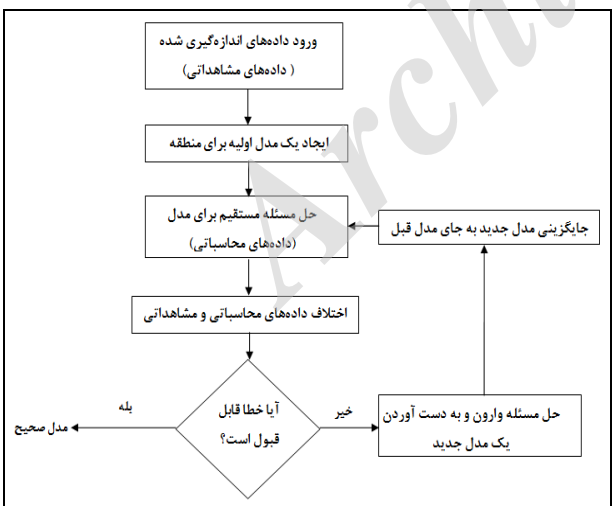 ورود داده‌های اندازه‌گیری شده
( داده‌های مشاهداتی)
ایجاد یک مدل اولیه برای منطقه
حل مسئله مستقیم برای مدل
(داده‌های محاسباتی)
جایگزینی مدل جدید به جای مدل قبل
اختلاف داده‌های محاسباتی و مشاهداتی
آیا خطا قابل
قبول است؟
بله
خیر
مدل صحیح
حل مسئله وارون و به دست آوردن
یک مدل جدید